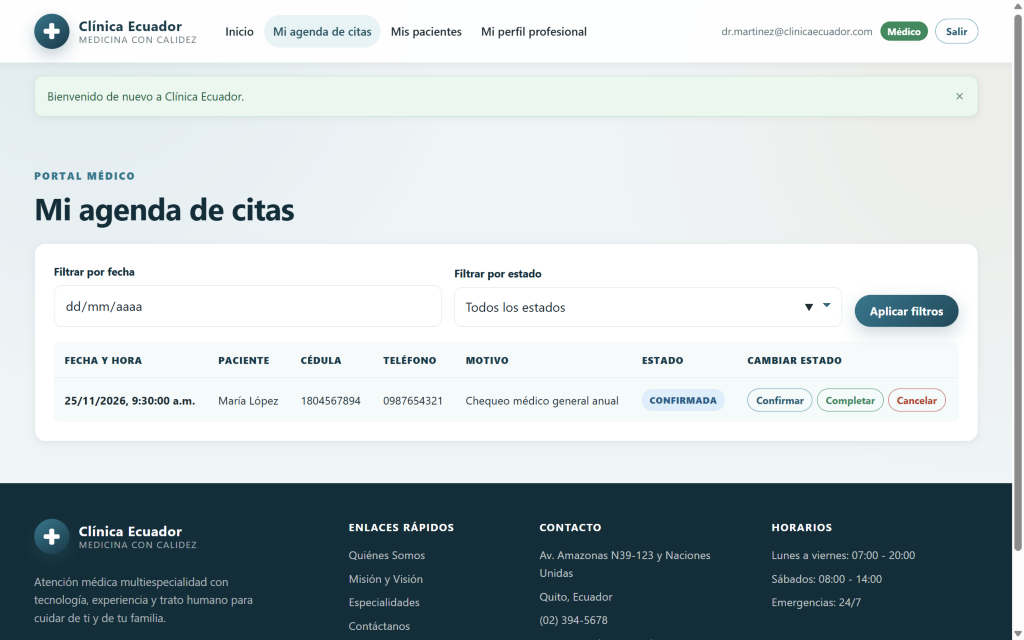 Clínica Ecuador
MEDICINA CON CALIDEZ
Inicio
Mi agenda de citas
Mis pacientes
Mi perfil profesional
dr.martinez@clinicaecuador.com
Médico
Salir
Bienvenido de nuevo a Clínica Ecuador.
×
PORTAL MÉDICO
Mi agenda de citas
Filtrar por fecha
dd/mm/aaaa
Filtrar por estado
Todos los estados
Aplicar filtros
FECHA Y HORA PACIENTE CÉDULA TELÉFONO MOTIVO ESTADO CAMBIAR ESTADO
25/11/2026, 9:30:00 a.m. María López 1804567894 0987654321 Chequeo médico general anual CONFIRMADA Confirmar Completar Cancelar
Clínica Ecuador
MEDICINA CON CALIDEZ
Atención médica multiespecialidad con
tecnología, experiencia y trato humano para
cuidar de ti y de tu familia.
ENLACES RÁPIDOS
Quiénes Somos
Misión y Visión
Especialidades
Contáctanos
CONTACTO
Av. Amazonas N39-123 y Naciones
Unidas
Quito, Ecuador
(02) 394-5678
HORARIOS
Lunes a viernes: 07:00 - 20:00
Sábados: 08:00 - 14:00
Emergencias: 24/7